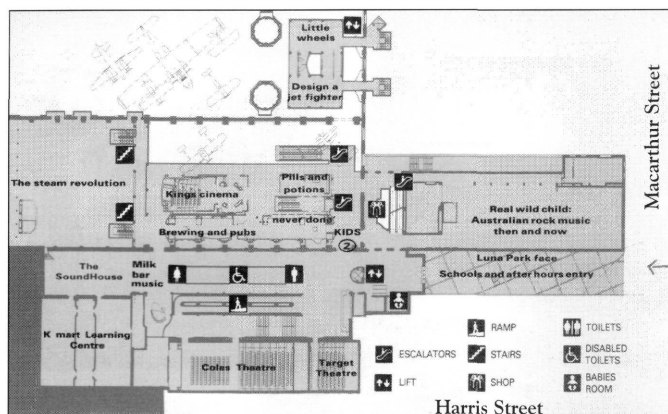 Little
wheels
Design a
jet fighter
Macarthur Street
The steam revolution
Kings cinema
Pills and
potions
never done
Brewing and pubs
KIDS
2
Real wild child:
Australian rock music
then and now
Luna Park face
Schools and after hours entry
The
SoundHouse
Milk
bar
music
K mart Learning
Centre
Coles Theatre
Target
Theatre
ESCALATORS
LIFT
RAMP
STAIRS
SHOP
TOILETS
DISABLED
TOILETS
BABIES
ROOM
Harris Street